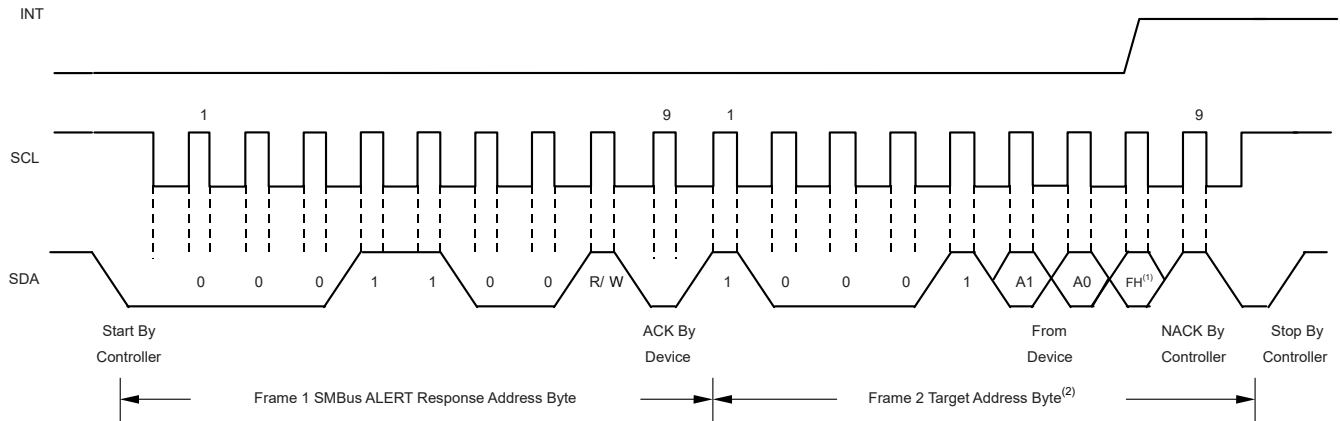 INT
1 9 1 9
SCL
SDA
0 0 0 1 1 0 0 R/ W 1 0 0 0 1 A1 A0 FH(1)
Start By
Controller
ACK By
Device
From
Device
NACK By
Controller
Stop By
Controller
Frame 1 SMBus ALERT Response Address Byte
Frame 2 Target Address Byte(2)